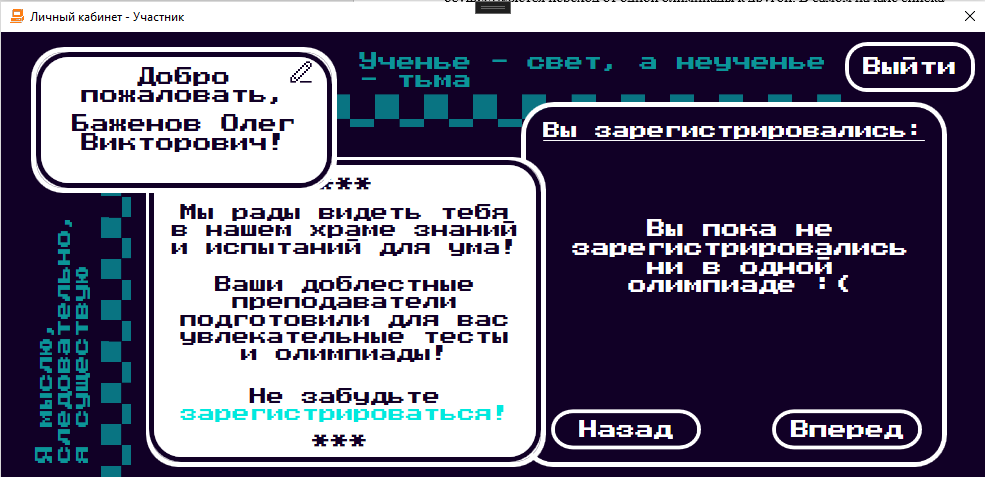 Личный кабинет - Участник
Добро
пожаловать,
Баженов Олег
Викторович!
Ученье - свет, а неученье
- тьма
Выйти
Я мыслю,
следовательно,
я существую
***
Мы рады видеть тебя
в нашем храме знаний
и испытаний для ума!
Ваши доблестные
преподаватели
подготовили для вас
увлекательные тесты
и олимпиады!
Не забудьте
зарегистрироваться!
***
Вы зарегистрировались:
Вы пока не
зарегистрировались
ни в одной
олимпиаде :(
Назад
Вперед